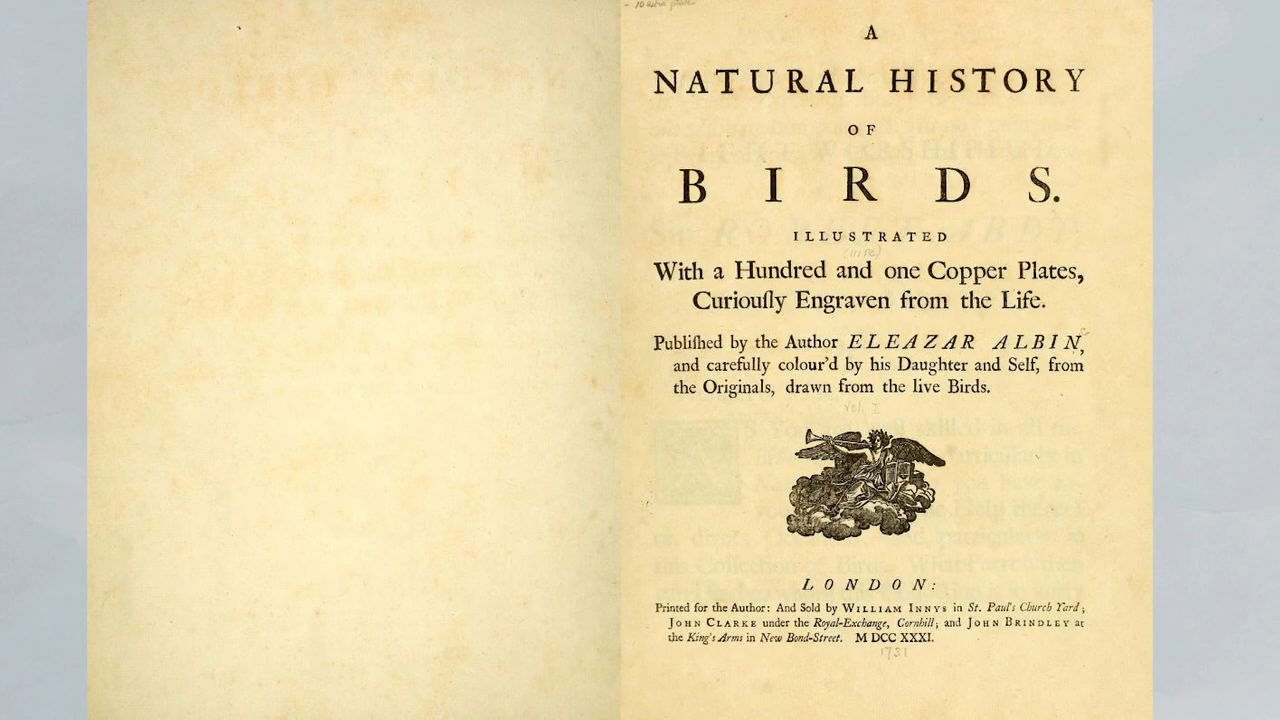 A
NATURAL HISTORY
OF
BIRDS.
ILLUSTRATED
With a Hundred and one Copper Plates,
Curiouſly Engraven from the Life.
Publiſhed by the Author ELEAZAR ALBIN,
and carefully colour'd by his Daughter and Self, from
the Originals, drawn from the live Birds.
Vol. I
LONDON:
Printed for the Author: And Sold by WILLIAM INNYS in St. Paul's Church Yard;
JOHN CLARKE under the Royal-Exchange, Cornhill; and JOHN BRINDLEY at
the King's Arms in New Bond-Street. M DCC XXXI.
1731